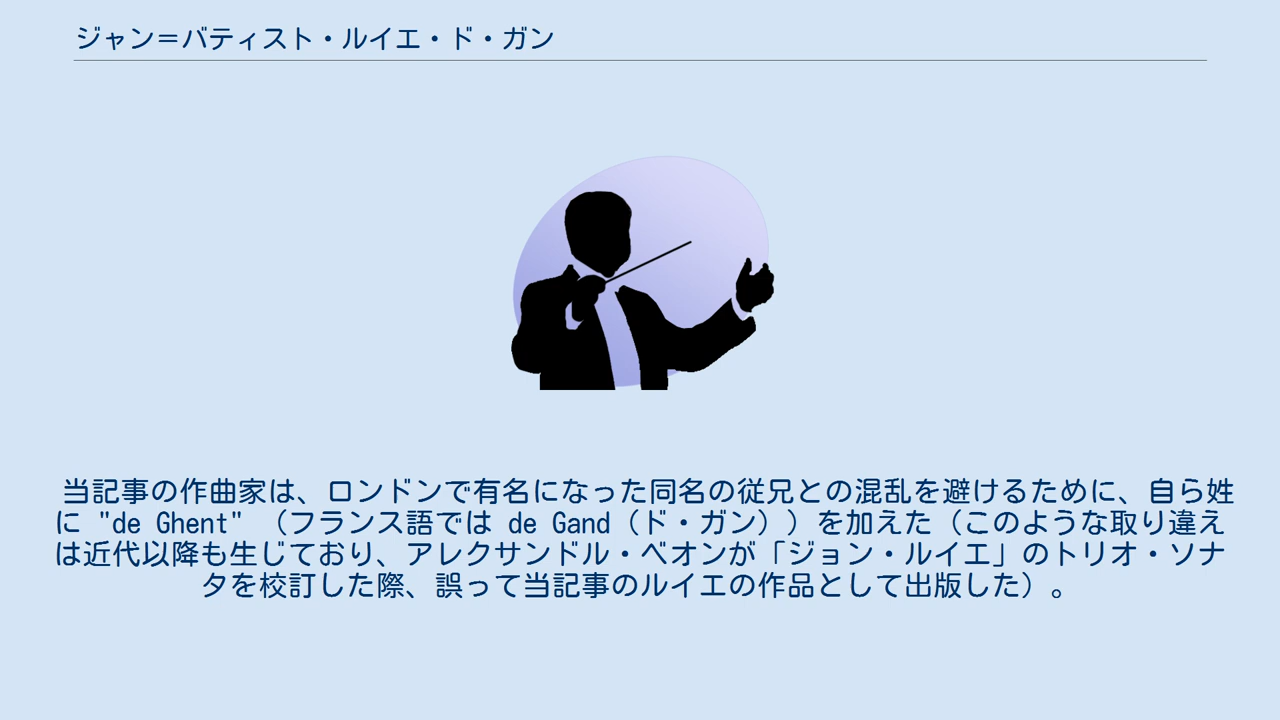 ジャン＝バティスト・ルイエ・ド・ガン
当記事の作曲家は、ロンドンで有名になった同名の従兄との混乱を避けるために、自ら姓
に "de Ghent" （フランス語では de Gand（ド・ガン））を加えた（このような取り違え
は近代以降も生じており、アレクサンドル・ベオンが「ジョン・ルイエ」のトリオ・ソナ
タを校訂した際、誤って当記事のルイエの作品として出版した）。